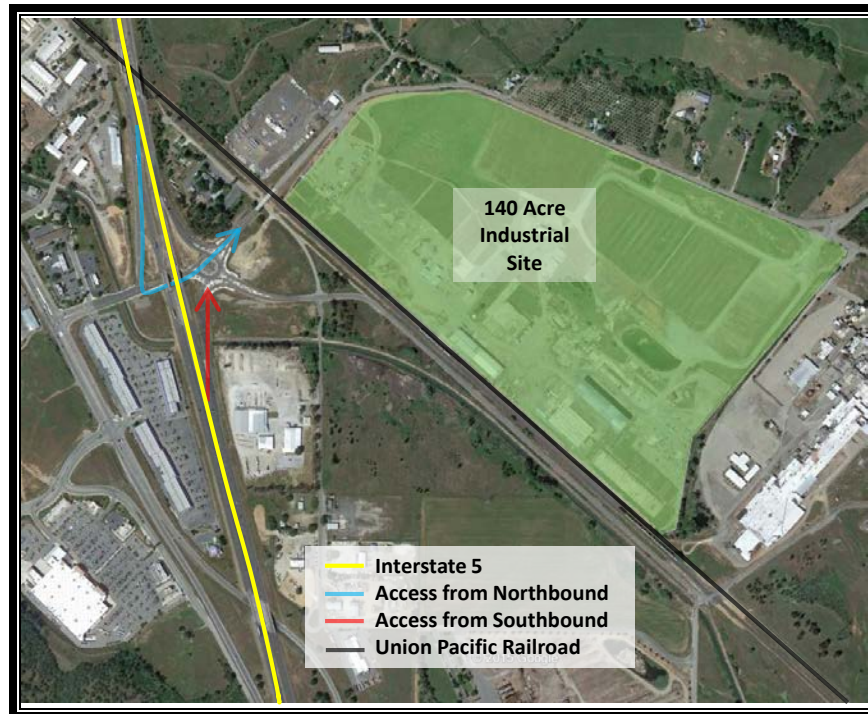 140 Acre
Industrial
Site
Interstate 5
Access from Northbound
Access from Southbound
Union Pacific Railroad